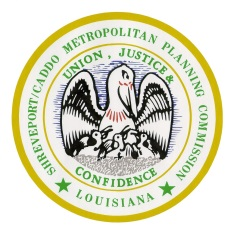 SHREVEPORT/CADDO METROPOLITAN PLANNING COMMISSION
UNION, JUSTICE &
CONFIDENCE
LOUISIANA